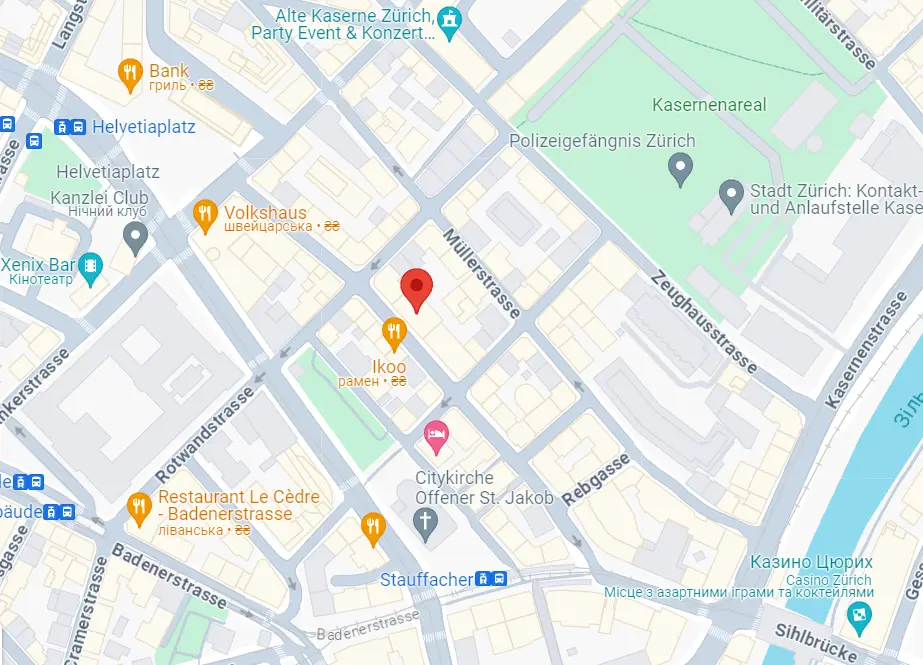 Alte Kaserne Zürich,
Party Event & Konzert...
Bank
гриль • ₴₴
Helvetiaplatz
Kasernenareal
Polizeigefängnis Zürich
Helvetiaplatz
Kanzlei Club
Нічний клуб
Stadt Zürich: Kontakt-
und Anlaufstelle Kase
Volkshaus
швейцарська • ₴₴
Xenix Bar
Кінотеатр
Müllerstrasse
Zeughausstrasse
Kasernenstrasse
Ikoo
рамен • ₴₴
nkerstrasse
Rotwandstrasse
Зіль
Citykirche
Offener St. Jakob
Rebgasse
Restaurant Le Cèdre
- Badenerstrasse
ліванська • ₴₴
äude
Badenerstrasse
Stauffacher
Казино Цюрих
Casino Zürich
Місце з азартними іграми та коктейлями
Badenerstrasse
Sihlbrücke